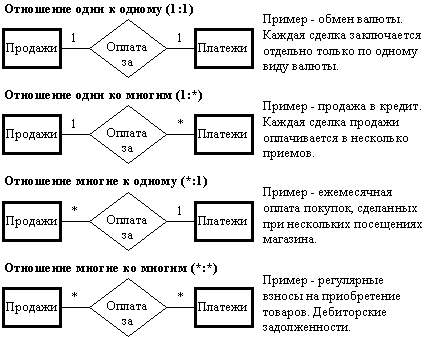 Отношение один к одному (1:1)
Продажи 1 Оплата за 1 Платежи
Пример - обмен валюты.
Каждая сделка заключается
отдельно только по одному
виду валюты.
Отношение один ко многим (1:*)
Продажи 1 Оплата за * Платежи
Пример - продажа в кредит.
Каждая сделка продажи
оплачивается в несколько
приемов.
Отношение многие к одному (*:1)
Продажи * Оплата за 1 Платежи
Пример - ежемесячная
оплата покупок, сделанных
при нескольких посещениях
магазина.
Отношение многие ко многим (*:*)
Продажи * Оплата за * Платежи
Пример - регулярные
взносы на приобретение
товаров. Дебиторские
задолженности.